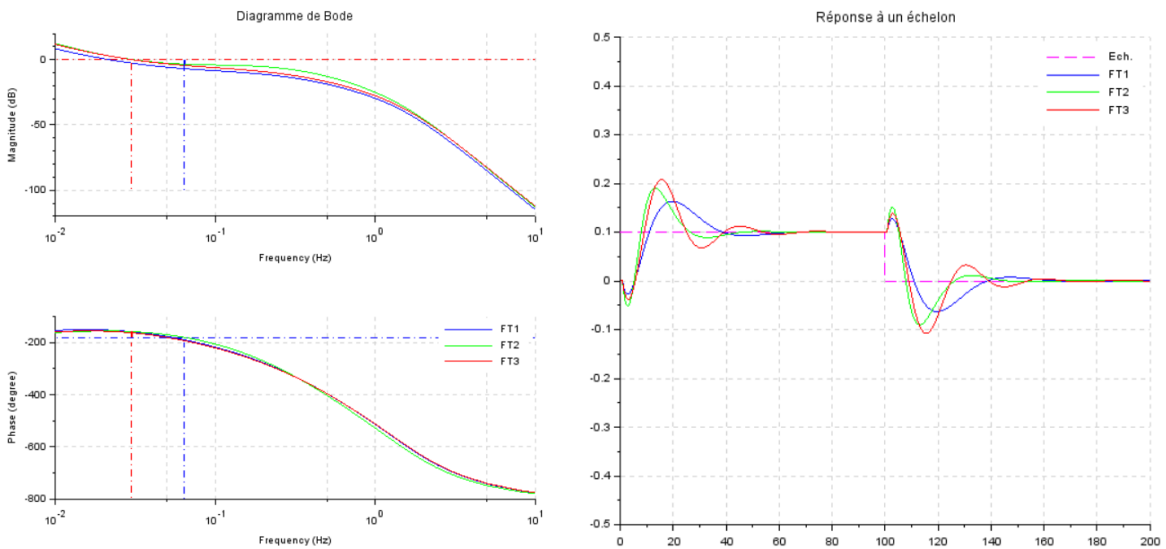 Diagramme de Bode
Magnitude (dB)
0
-50
-100
10-2
10-1
100
101
Frequency (Hz)
Phase (degree)
-200
-400
-600
-800
FT1
FT2
FT3
10-2
10-1
100
101
Frequency (Hz)
Réponse à un échelon
0.5
0.4
0.3
0.2
0.1
0
-0.1
-0.2
-0.3
-0.4
-0.5
Ech.
FT1
FT2
FT3
0 20 40 60 80 100 120 140 160 180 200